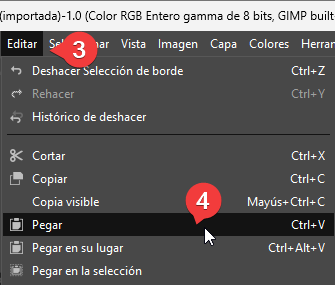 (importada)-1.0 (Color RGB Entero gamma de 8 bits, GIMP built
Editar Sel nar Vista Imagen Capa Colores Herran
3
Deshacer Selección de borde Ctrl+Z
Rehacer Ctrl+Y
Histórico de deshacer
Cortar Ctrl+X
Copiar Ctrl+C
Copia visible Mayús+Ctrl+C
4
Pegar Ctrl+V
Pegar en su lugar Ctrl+Alt+V
Pegar en la selección